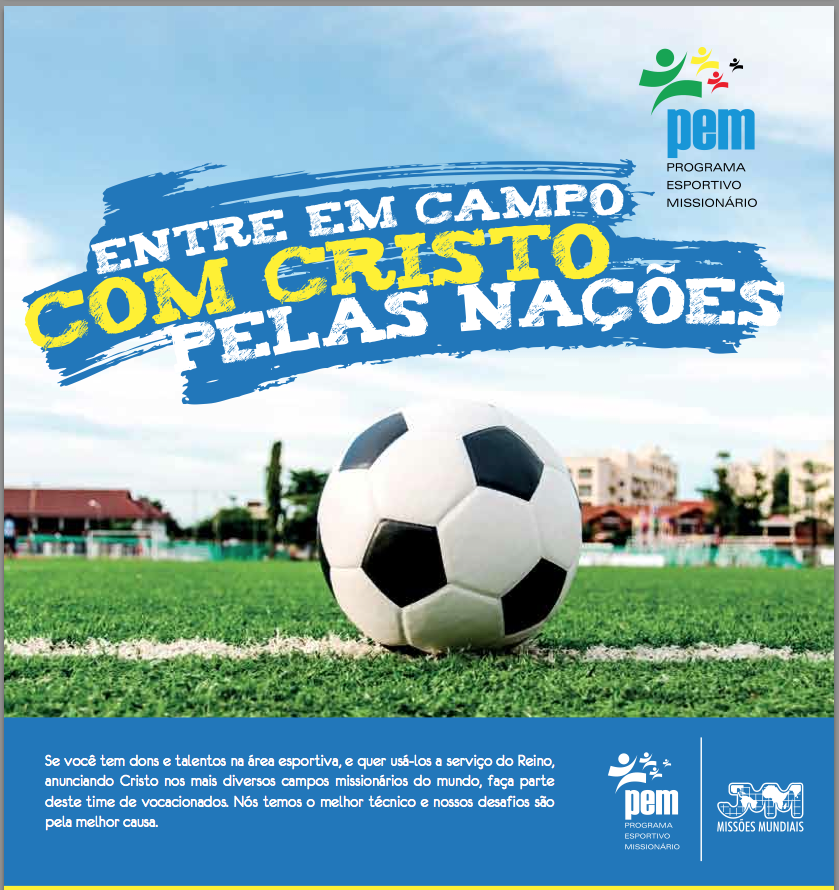 pem
PROGRAMA
ESPORTIVO
MISSIONÁRIO
ENTRE EM CAMPO
COM CRISTO
PELAS NAÇÕES
Se você tem dons e talentos na área esportiva, e quer usá-los a serviço do Reino,
anunciando Cristo nos mais diversos campos missionários do mundo, faça parte
deste time de vocacionados. Nós temos o melhor técnico e nossos desafios são
pela melhor causa.
pem
PROGRAMA
ESPORTIVO
MISSIONÁRIO
JMM
MISSÕES MUNDIAIS